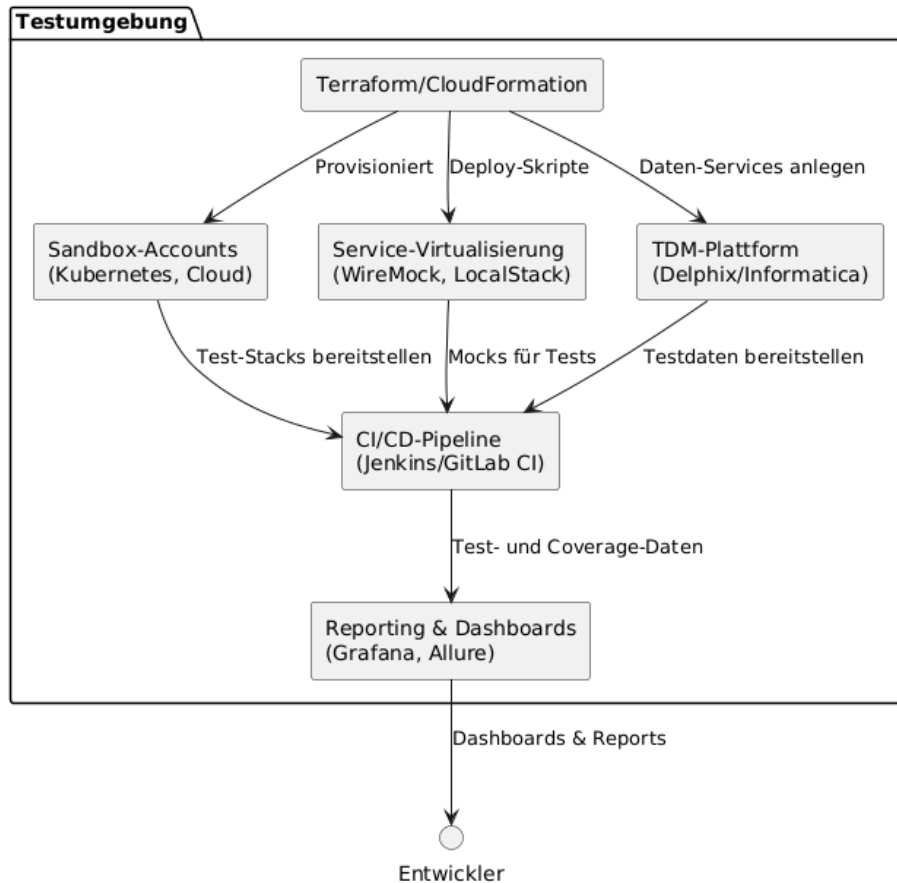 Testumgebung
Terraform/CloudFormation
Provisioniert
Deploy-Skripte
Daten-Services anlegen
Sandbox-Accounts
(Kubernetes, Cloud)
Service-Virtualisierung
(WireMock, LocalStack)
TDM-Plattform
(Delphix/Informatica)
Test-Stacks bereitstellen
Mocks für Tests
Testdaten bereitstellen
CI/CD-Pipeline
(Jenkins/GitLab CI)
Test- und Coverage-Daten
Reporting & Dashboards
(Grafana, Allure)
Dashboards & Reports
Entwickler